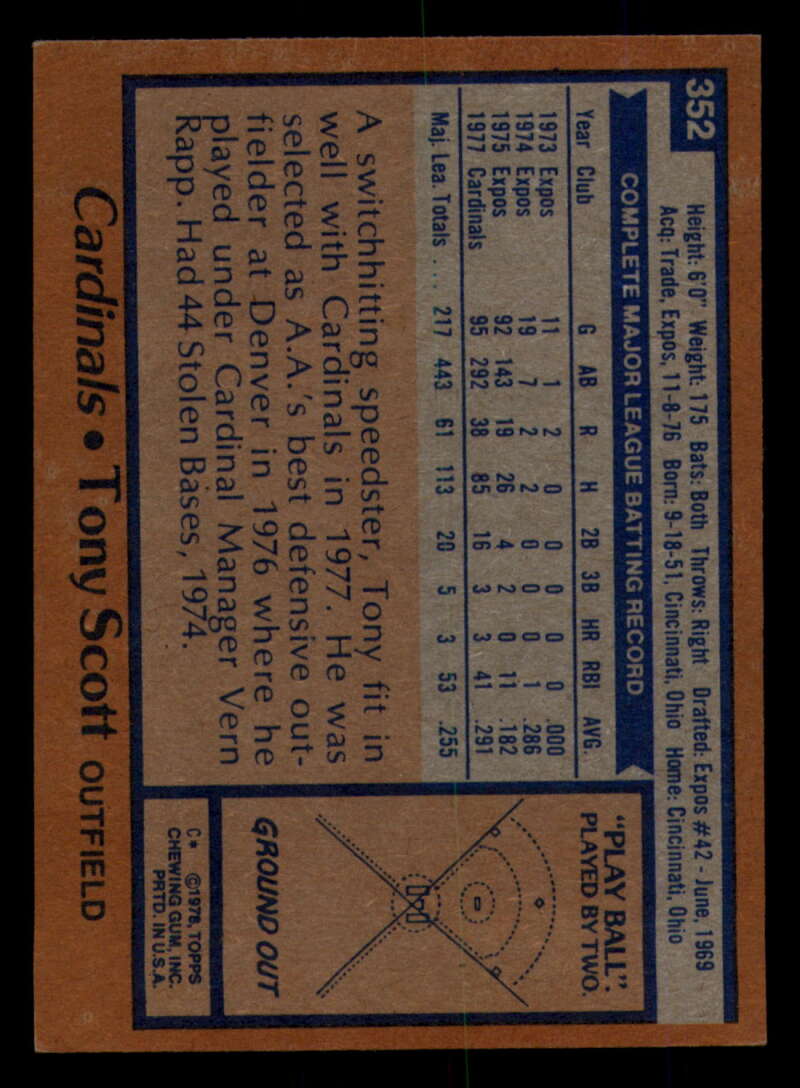 352
Height: 6'0" Weight: 175 Bats: Both Throws: Right Drafted: Expos #42 - June, 1969
Acq: Trade, Expos, 11-8-76 Born: 9-18-51, Cincinnati, Ohio Home: Cincinnati, Ohio
COMPLETE MAJOR LEAGUE BATTING RECORD
Year Club G AB R H 2B 3B HR RBI AVG.
1973 Expos 11 1 2 0 0 0 0 0 .000
1974 Expos 19 7 2 2 0 0 0 1 .286
1975 Expos 92 143 19 26 4 2 0 11 .182
1977 Cardinals 95 292 38 85 16 3 3 41 .291
Maj. Lea. Totals .... 217 443 61 113 20 5 3 53 .255
A switchhitting speedster, Tony fit in
well with Cardinals in 1977. He was
selected as A.A.'s best defensive out-
fielder at Denver in 1976 where he
played under Cardinal Manager Vern
Rapp. Had 44 Stolen Bases, 1974.
"PLAY BALL".
PLAYED BY TWO.
GROUND OUT
C* ©1978, TOPPS
CHEWING GUM, INC.
PRTD. IN U.S.A.
Cardinals • Tony Scott OUTFIELD